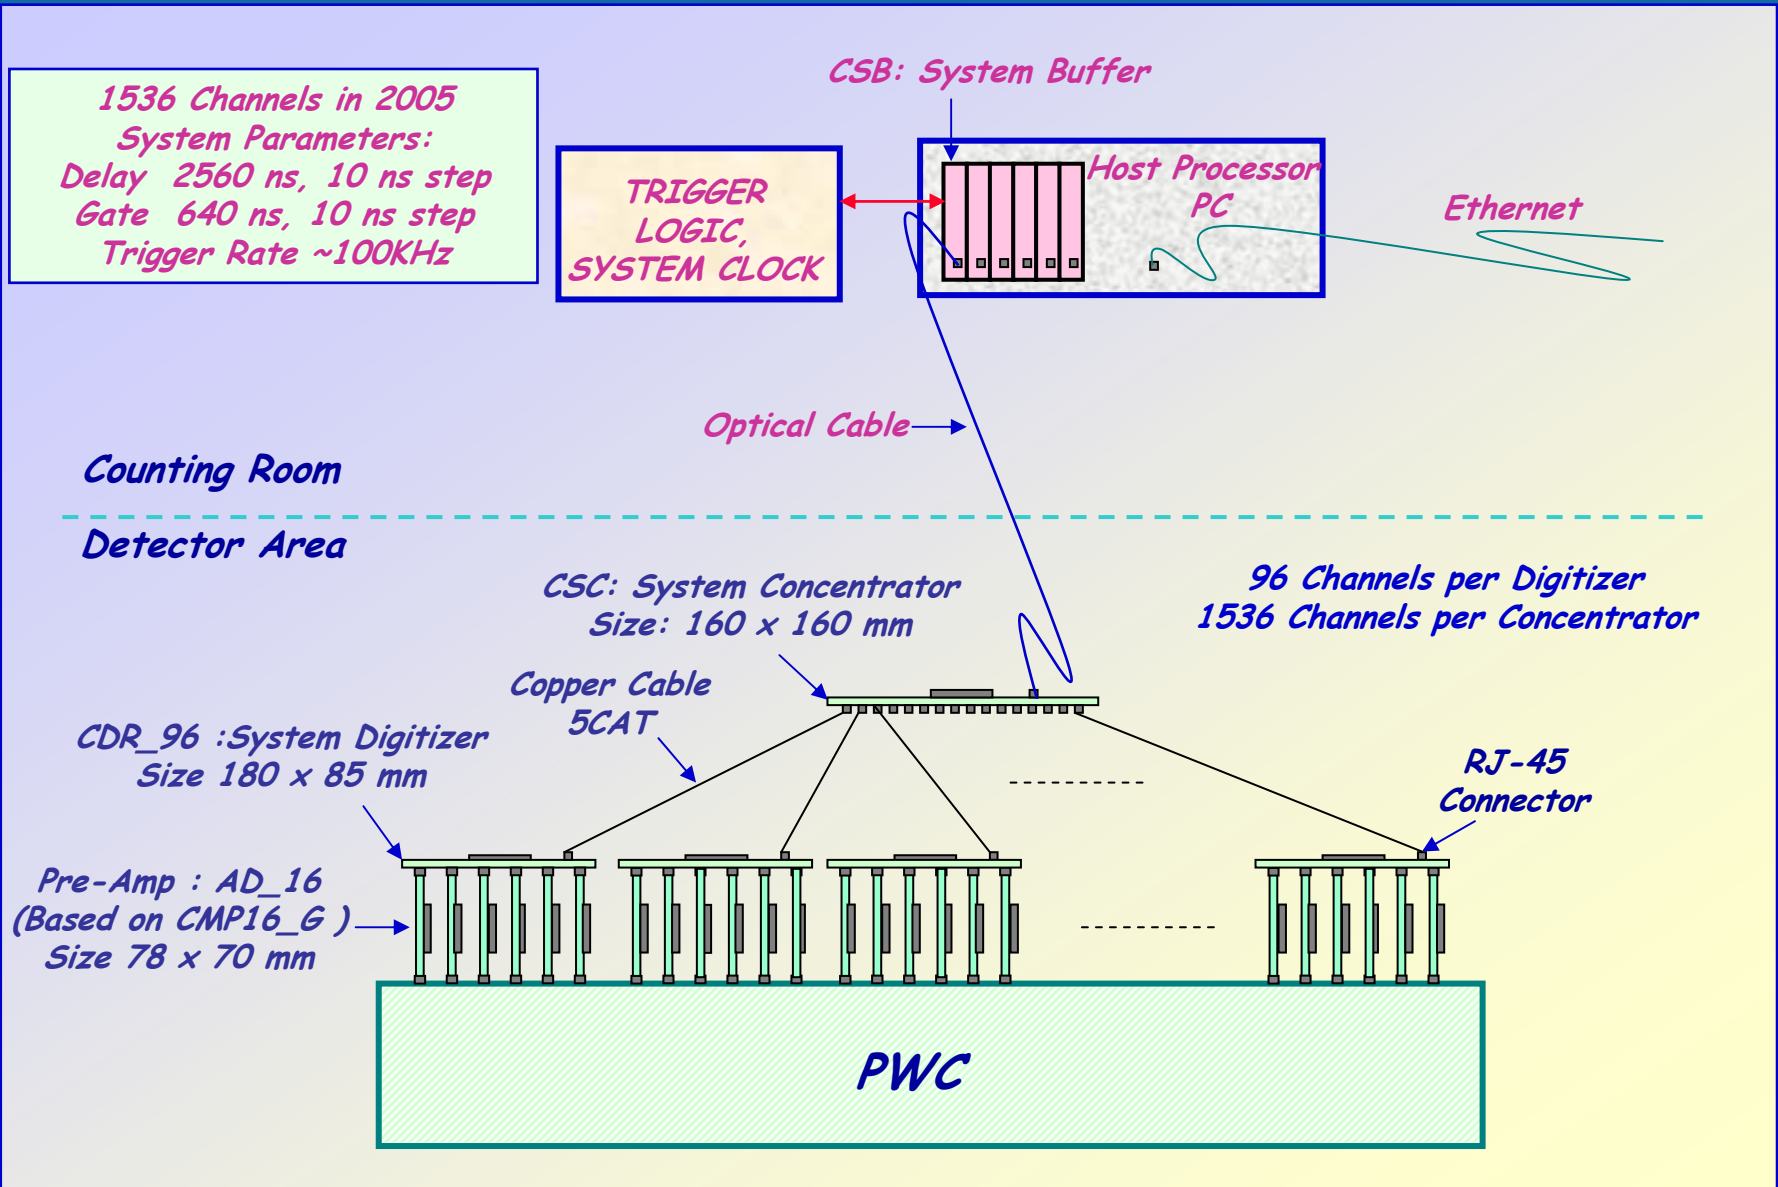 CSB: System Buffer
1536 Channels in 2005
System Parameters:
Delay 2560 ns, 10 ns step
Gate 640 ns, 10 ns step
Trigger Rate ~100KHz
TRIGGER
LOGIC,
SYSTEM CLOCK
Host Processor
PC
Ethernet
Optical Cable
Counting Room
Detector Area
CSC: System Concentrator
Size: 160 x 160 mm
96 Channels per Digitizer
1536 Channels per Concentrator
Copper Cable
5CAT
CDR_96 :System Digitizer
Size 180 x 85 mm
RJ-45
Connector
Pre-Amp : AD_16
(Based on CMP16_G )
Size 78 x 70 mm
PWC